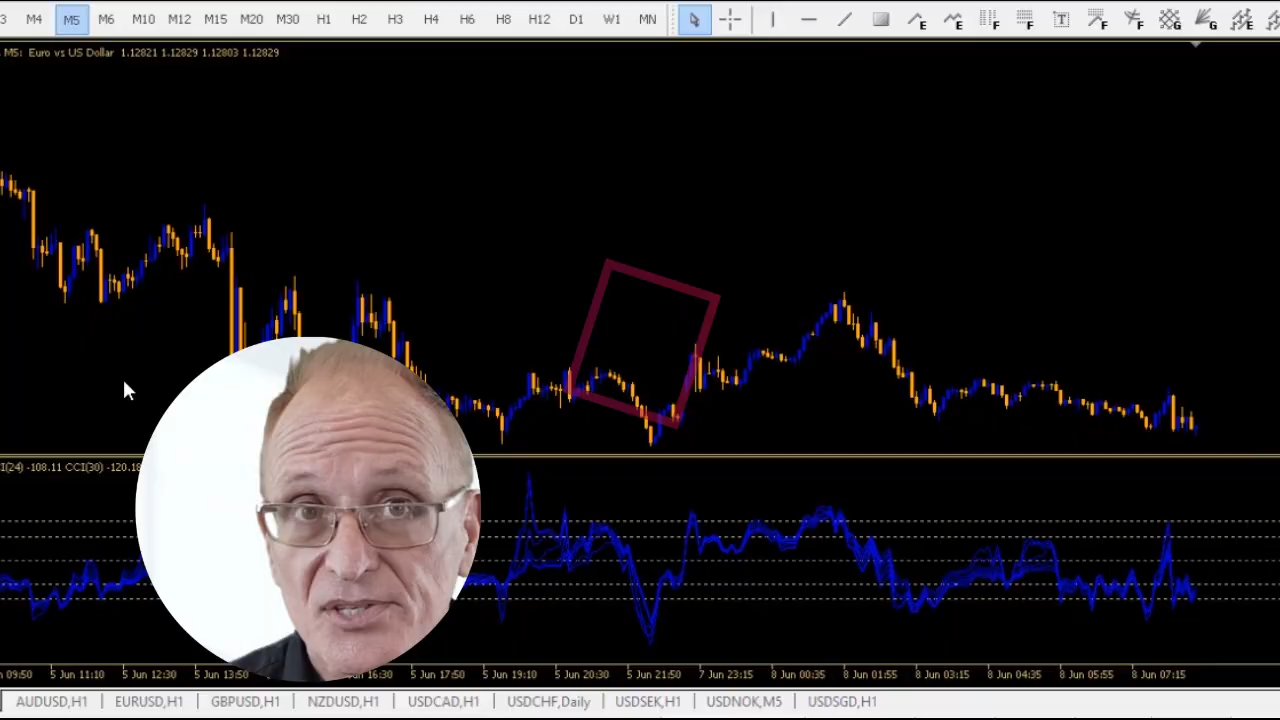 M4 M5 M6 M10 M12 M15 M20 M30 H1 H2 H3 H4 H6 H8 H12 D1 W1 MN
M5: Euro vs US Dollar 1.12821 1.12829 1.12803 1.12829
CCI(30) -120.18
09:50 5 Jun 11:10 5 Jun 12:30 5 Jun 13:50 16:30 5 Jun 17:50 5 Jun 19:10 5 Jun 20:30 5 Jun 21:50 7 Jun 23:15 8 Jun 00:35 8 Jun 01:55 8 Jun 03:15 8 Jun 04:35 8 Jun 05:55 8 Jun 07:15
AUDUSD,H1 EURUSD,H1 GBPUSD,H1 NZDUSD,H1 USDCAD,H1 USDCHF,Daily USDSEK,H1 USDNOK,M5 USDSGD,H1